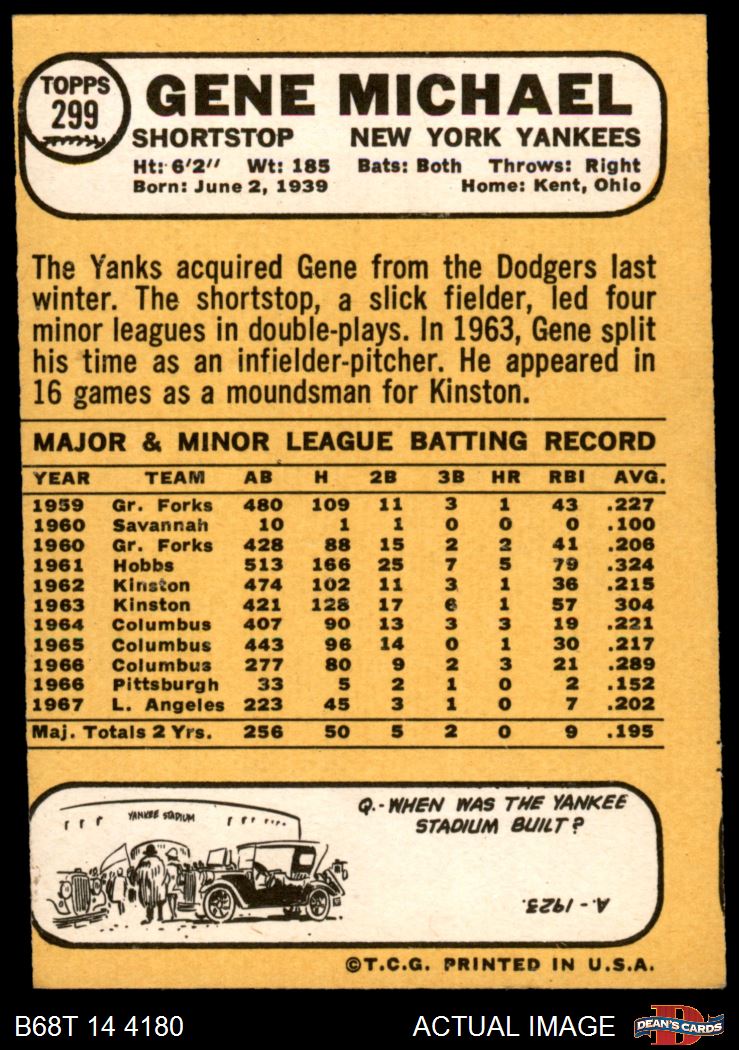 TOPPS
299
GENE MICHAEL
SHORTSTOP NEW YORK YANKEES
Ht: 6'2" Wt: 185 Bats: Both Throws: Right
Born: June 2, 1939 Home: Kent, Ohio
The Yanks acquired Gene from the Dodgers last
winter. The shortstop, a slick fielder, led four
minor leagues in double-plays. In 1963, Gene split
his time as an infielder-pitcher. He appeared in
16 games as a moundsman for Kinston.
MAJOR & MINOR LEAGUE BATTING RECORD
YEAR TEAM AB H 2B 3B HR RBI AVG.
1959 Gr. Forks 480 109 11 3 1 43 .227
1960 Savannah 10 1 1 0 0 0 .100
1960 Gr. Forks 428 88 15 2 2 41 .206
1961 Hobbs 513 166 25 7 5 79 .324
1962 Kinston 474 102 11 3 1 36 .215
1963 Kinston 421 128 17 6 1 57 304
1964 Columbus 407 90 13 3 3 19 .221
1965 Columbus 443 96 14 0 1 30 .217
1966 Columbus 277 80 9 2 3 21 .289
1966 Pittsburgh 33 5 2 1 0 2 .152
1967 L. Angeles 223 45 3 1 0 7 .202
Maj. Totals 2 Yrs. 256 50 5 2 0 9 .195
YANKEE STADIUM
Q.-WHEN WAS THE YANKEE
STADIUM BUILT?
A.-1923.
©T.C.G. PRINTED IN U.S.A.
B68T 14 4180 ACTUAL IMAGE
D
DEAN'S CARDS